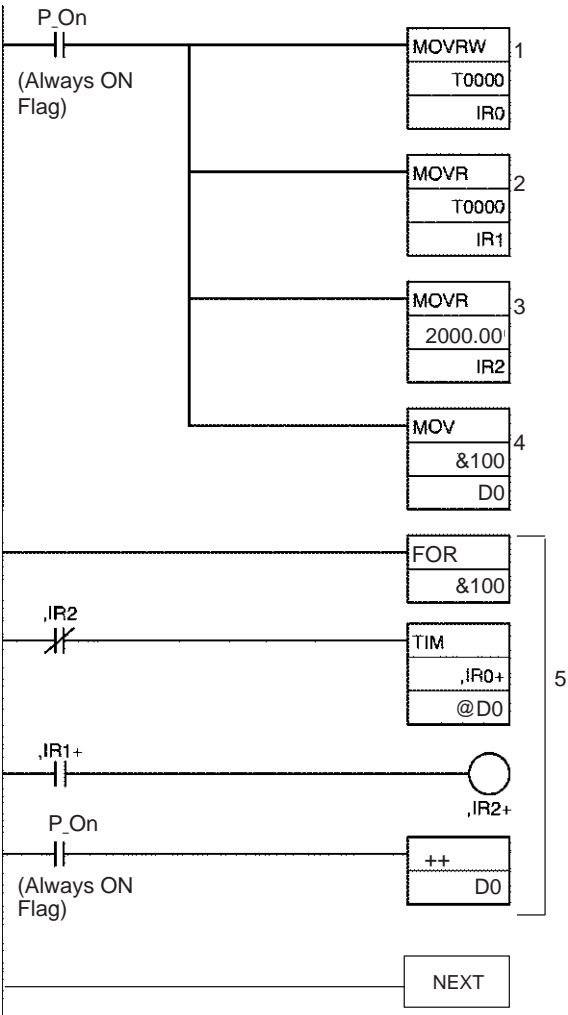 P_On
(Always ON
Flag)
MOVRW 1
T0000
IR0
MOVR 2
T0000
IR1
MOVR 3
2000.00
IR2
MOV 4
&100
D0
FOR
&100
,IR2
TIM
,IR0+
@D0
5
,IR1+
,IR2+
P_On
(Always ON
Flag)
++
D0
NEXT